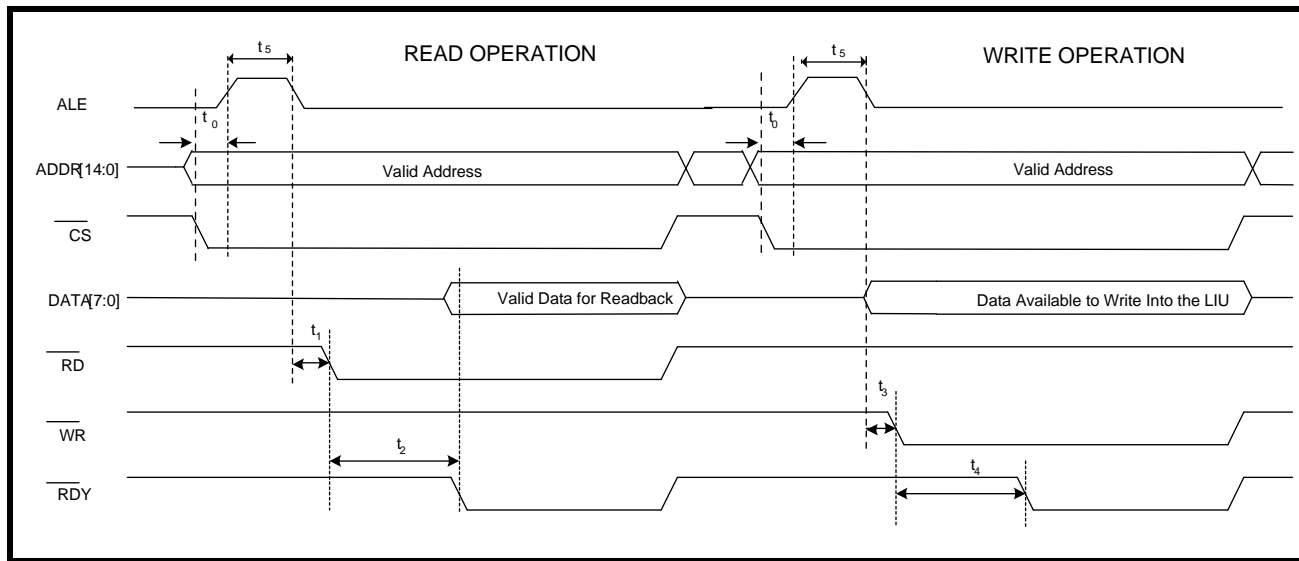 READ OPERATION
WRITE OPERATION
t5
t5
ALE
t0
t0
ADDR[14:0]
Valid Address
Valid Address
CS
DATA[7:0]
Valid Data for Readback
Data Available to Write Into the LIU
t1
RD
t3
WR
t2
t4
RDY